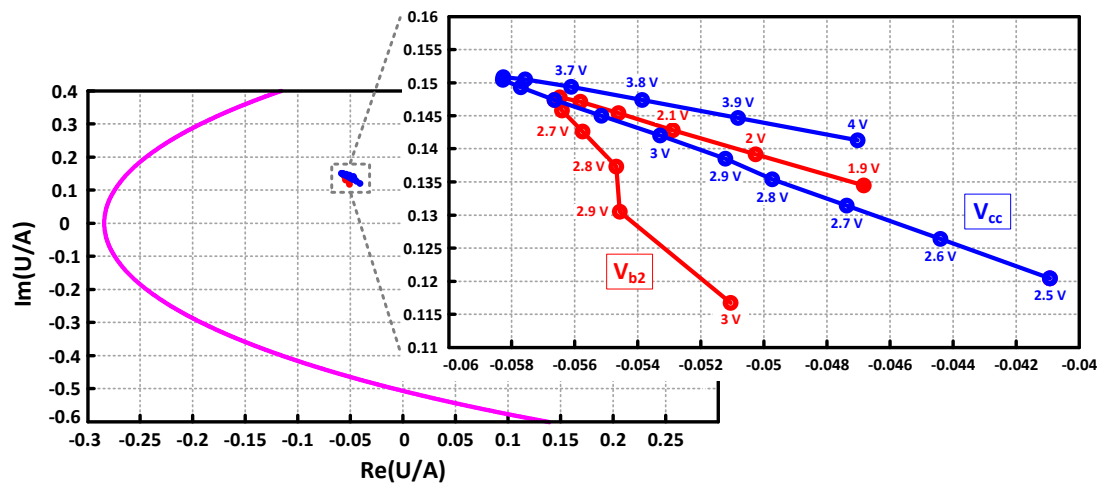 0.16
0.155
0.15
0.145
0.14
0.135
0.13
0.125
0.12
0.115
0.11
3.7 V
3.8 V
3.9 V
4 V
2.1 V
2 V
1.9 V
2.7 V
2.8 V
2.9 V
3 V
3 V
2.9 V
2.8 V
2.7 V
2.6 V
2.5 V
Vcc
Vb2
-0.06
-0.058
-0.056
-0.054
-0.052
-0.05
-0.048
-0.046
-0.044
-0.042
-0.04
Im(U/A)
0.4
0.3
0.2
0.1
0
-0.1
-0.2
-0.3
-0.4
-0.5
-0.6
-0.3
-0.25
-0.2
-0.15
-0.1
-0.05
0
0.05
0.1
0.15
0.2
0.25
Re(U/A)